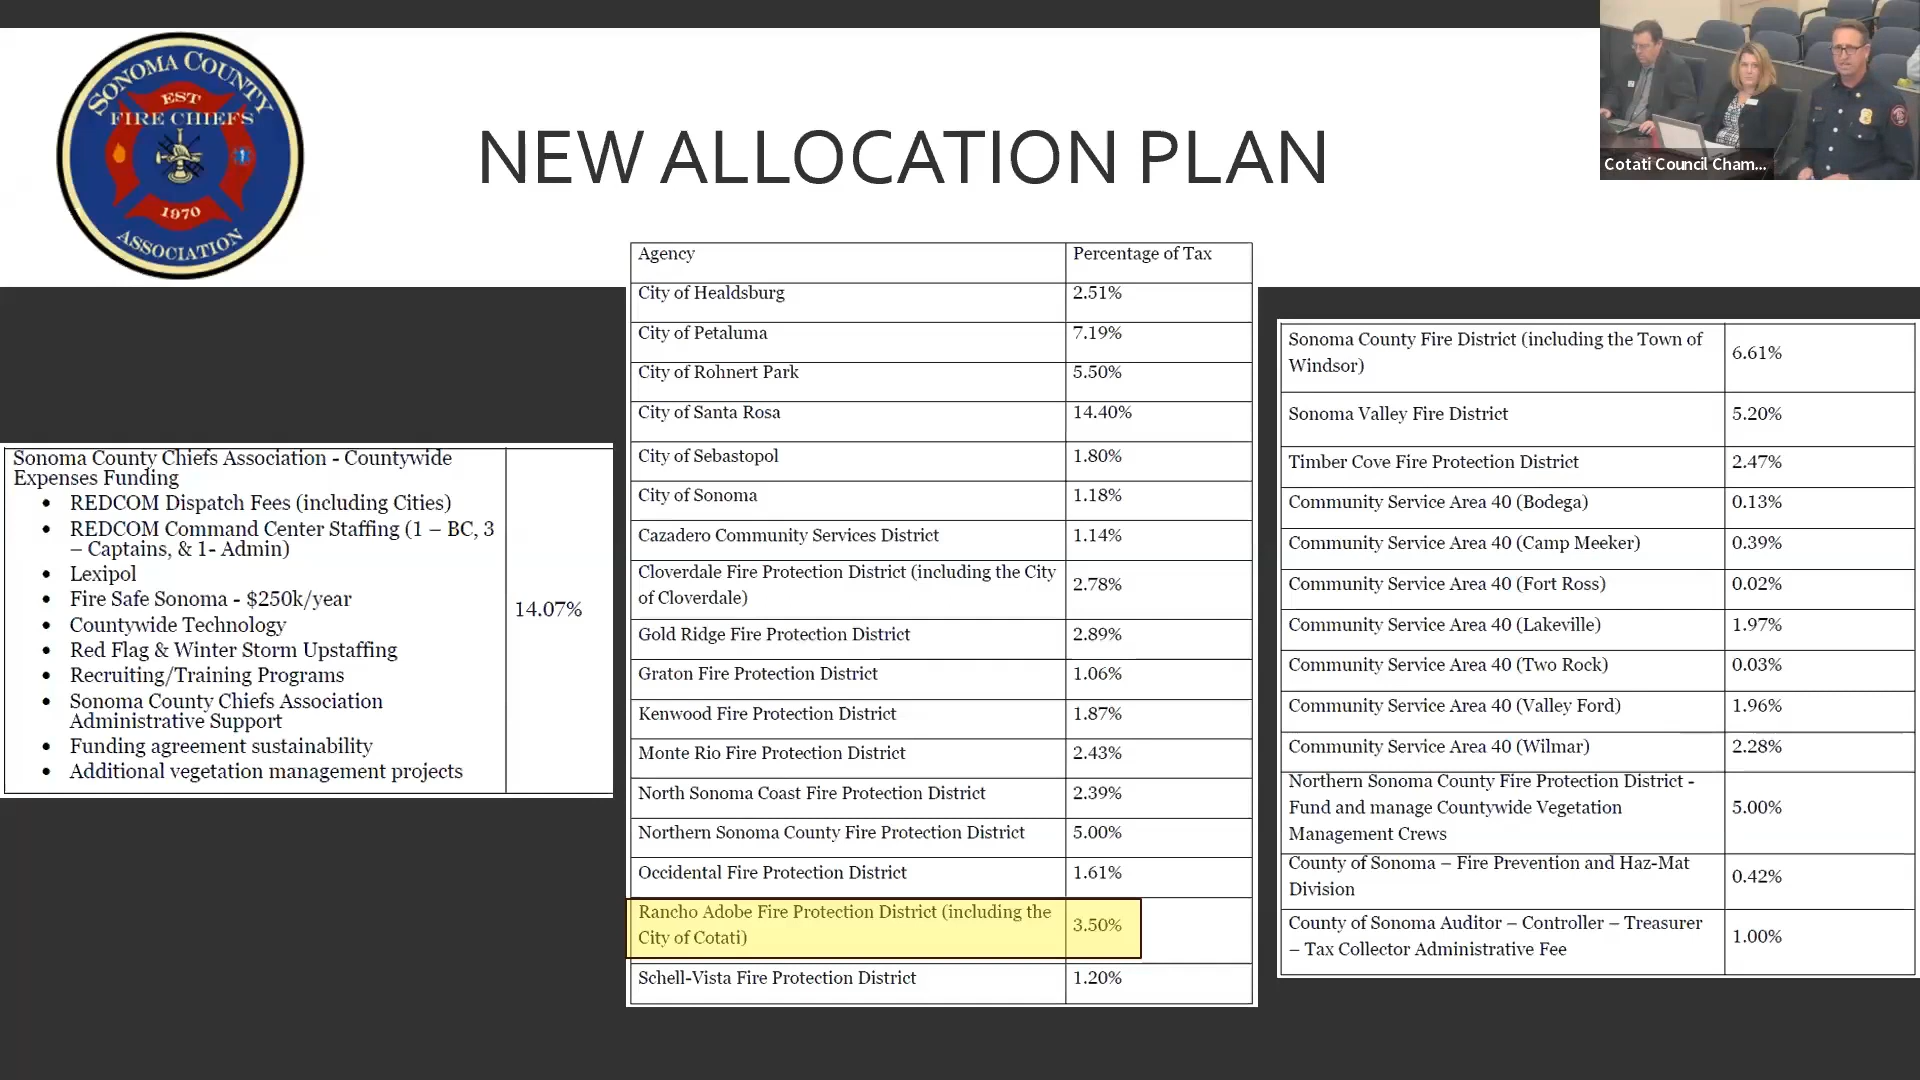 SONOMA COUNTY
EST
FIRE CHIEFS
1970
ASSOCIATION
NEW ALLOCATION PLAN
Cotati Council Cham...
Sonoma County Chiefs Association - Countywide
Expenses Funding
• REDCOM Dispatch Fees (including Cities)
• REDCOM Command Center Staffing (1 – BC, 3
– Captains, & 1- Admin)
• Lexipol
• Fire Safe Sonoma - $250k/year
• Countywide Technology
• Red Flag & Winter Storm Upstaffing
• Recruiting/Training Programs
• Sonoma County Chiefs Association
Administrative Support
• Funding agreement sustainability
• Additional vegetation management projects
14.07%
Agency Percentage of Tax
City of Healdsburg 2.51%
City of Petaluma 7.19%
City of Rohnert Park 5.50%
City of Santa Rosa 14.40%
City of Sebastopol 1.80%
City of Sonoma 1.18%
Cazadero Community Services District 1.14%
Cloverdale Fire Protection District (including the City
of Cloverdale) 2.78%
Gold Ridge Fire Protection District 2.89%
Graton Fire Protection District 1.06%
Kenwood Fire Protection District 1.87%
Monte Rio Fire Protection District 2.43%
North Sonoma Coast Fire Protection District 2.39%
Northern Sonoma County Fire Protection District 5.00%
Occidental Fire Protection District 1.61%
Rancho Adobe Fire Protection District (including the
City of Cotati) 3.50%
Schell-Vista Fire Protection District 1.20%
Sonoma County Fire District (including the Town of
Windsor) 6.61%
Sonoma Valley Fire District 5.20%
Timber Cove Fire Protection District 2.47%
Community Service Area 40 (Bodega) 0.13%
Community Service Area 40 (Camp Meeker) 0.39%
Community Service Area 40 (Fort Ross) 0.02%
Community Service Area 40 (Lakeville) 1.97%
Community Service Area 40 (Two Rock) 0.03%
Community Service Area 40 (Valley Ford) 1.96%
Community Service Area 40 (Wilmar) 2.28%
Northern Sonoma County Fire Protection District -
Fund and manage Countywide Vegetation
Management Crews 5.00%
County of Sonoma – Fire Prevention and Haz-Mat
Division 0.42%
County of Sonoma Auditor – Controller – Treasurer
– Tax Collector Administrative Fee 1.00%